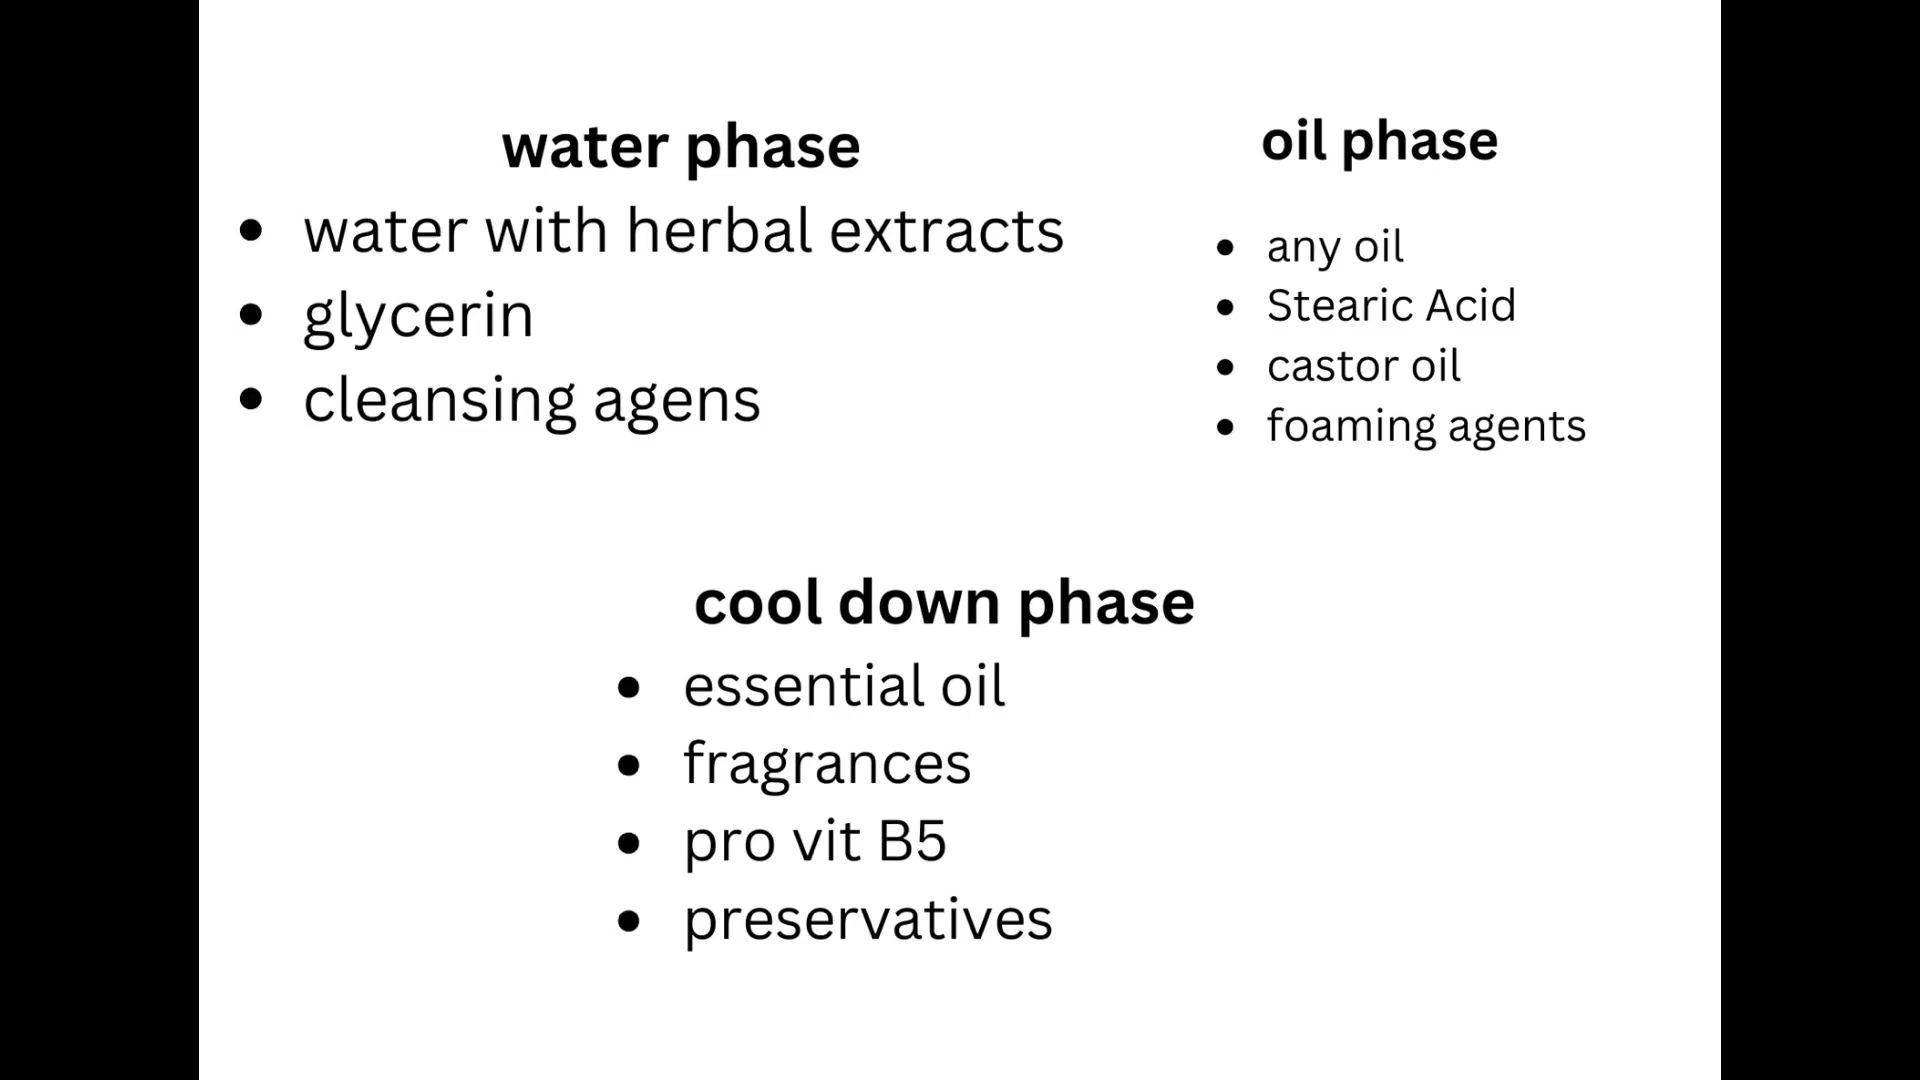 water phase
water with herbal extracts
glycerin
cleansing agens
oil phase
any oil
Stearic Acid
castor oil
foaming agents
cool down phase
essential oil
fragrances
pro vit B5
preservatives